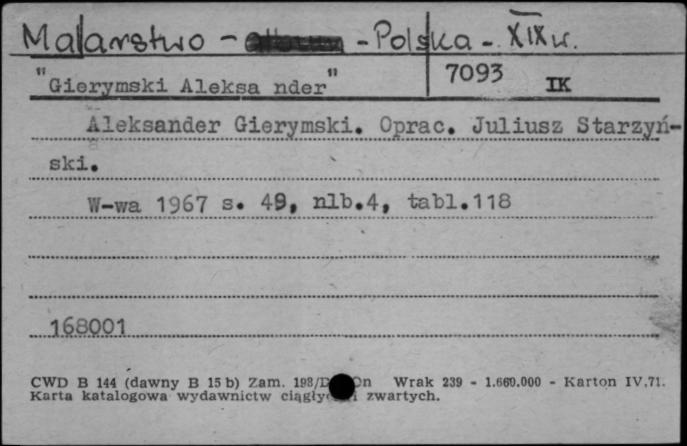 Malarstwo - - Polska - XIX w.
"Gierymski Aleksa nder"
7093 IK
Aleksander Gierymski. Oprac. Juliusz Starzyń-
ski.
W-wa 1967 s. 49, nlb.4, tabl.118
168001
CWD B 144 (dawny B 15 b) Zam. 198/ Wrak 239 - 1.660.000 - Karton IV,71.
Karta katalogowa wydawnictw zwartych.